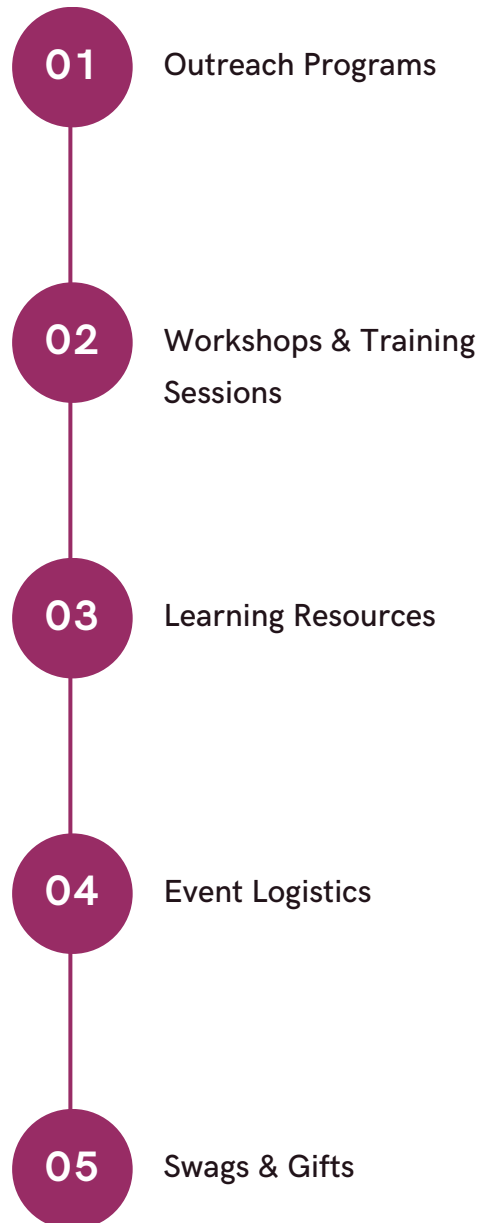 01 Outreach Programs
02 Workshops & Training
Sessions
03 Learning Resources
04 Event Logistics
05 Swags & Gifts